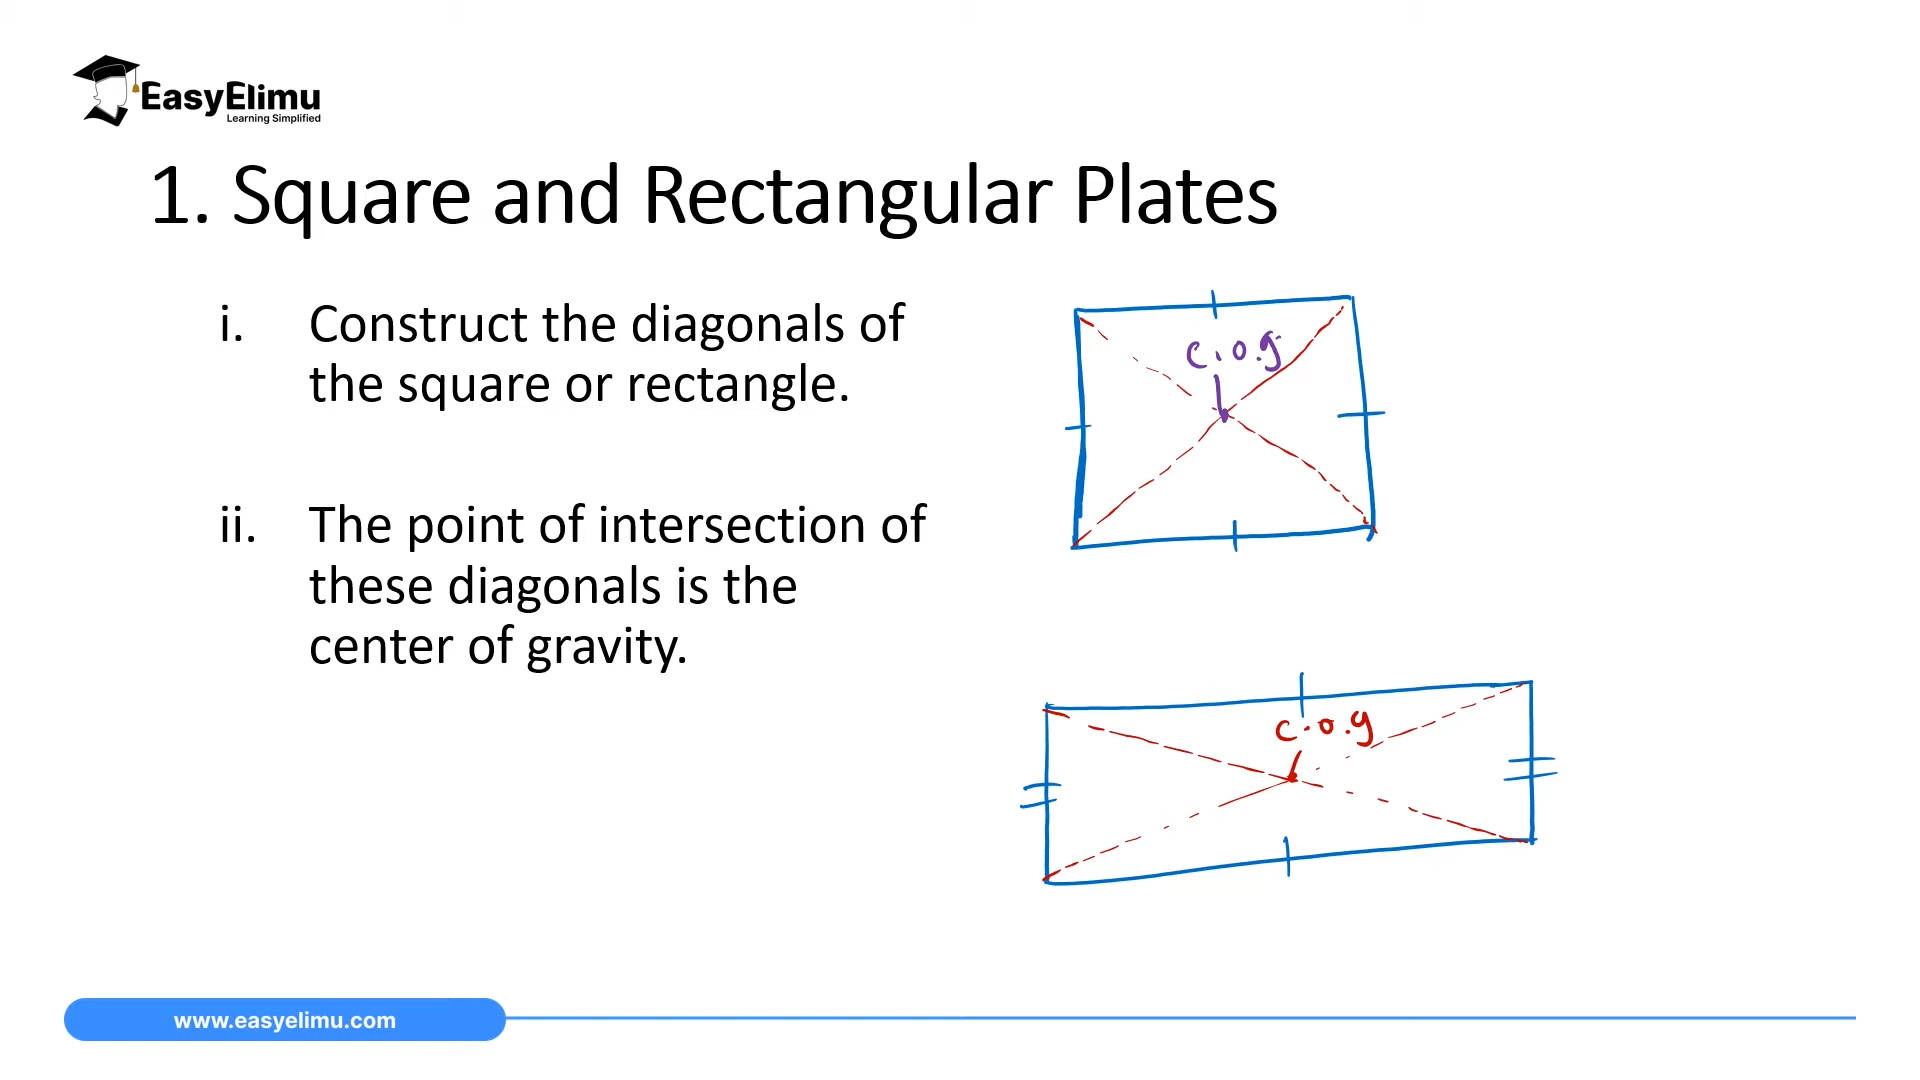 EasyElimu
Learning Simplified
1. Square and Rectangular Plates
i. Construct the diagonals of
the square or rectangle.
ii. The point of intersection of
these diagonals is the
center of gravity.
c.o.g
c.o.g
www.easyelimu.com